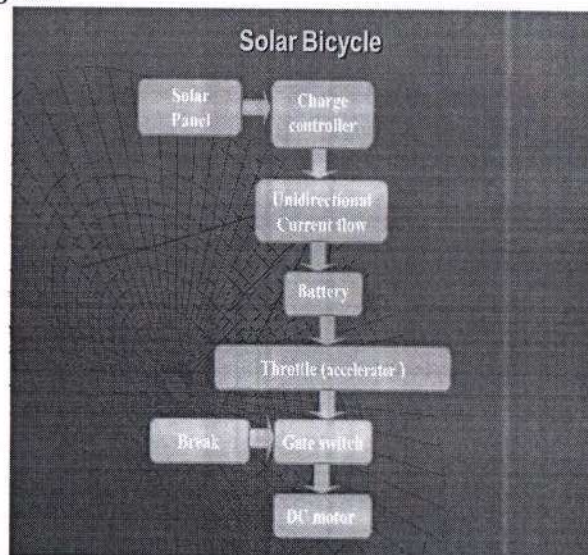 Solar Bicycle
Solar
Panel
Charge
controller
Unidirectional
Current flow
Battery
Throttle (accelerator )
Break
Gate switch
DC motor